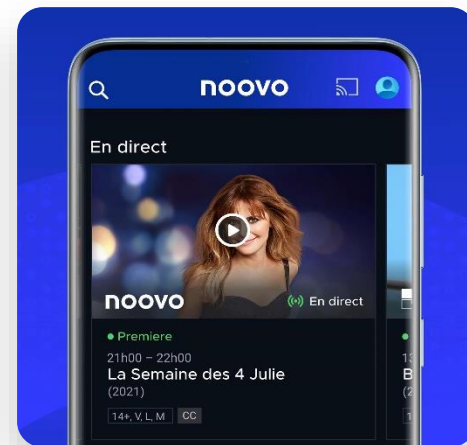 noovo
En direct
noovo
En direct
Premiere
21h00 – 22h00
La Semaine des 4 Julie
(2021)
14+, V, L, M CC